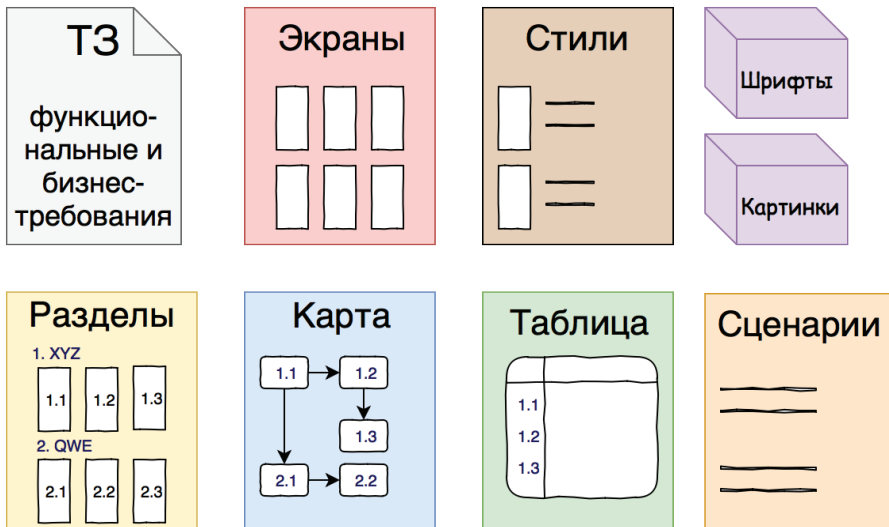 ТЗ
функцио-
нальные и
бизнес-
требования
Экраны
Стили
Шрифты
Картинки
Разделы
1. XYZ
1.1 1.2 1.3
2. QWE
2.1 2.2 2.3
Карта
1.1 1.2
1.3
2.1 2.2
Таблица
1.1
1.2
1.3
Сценарии